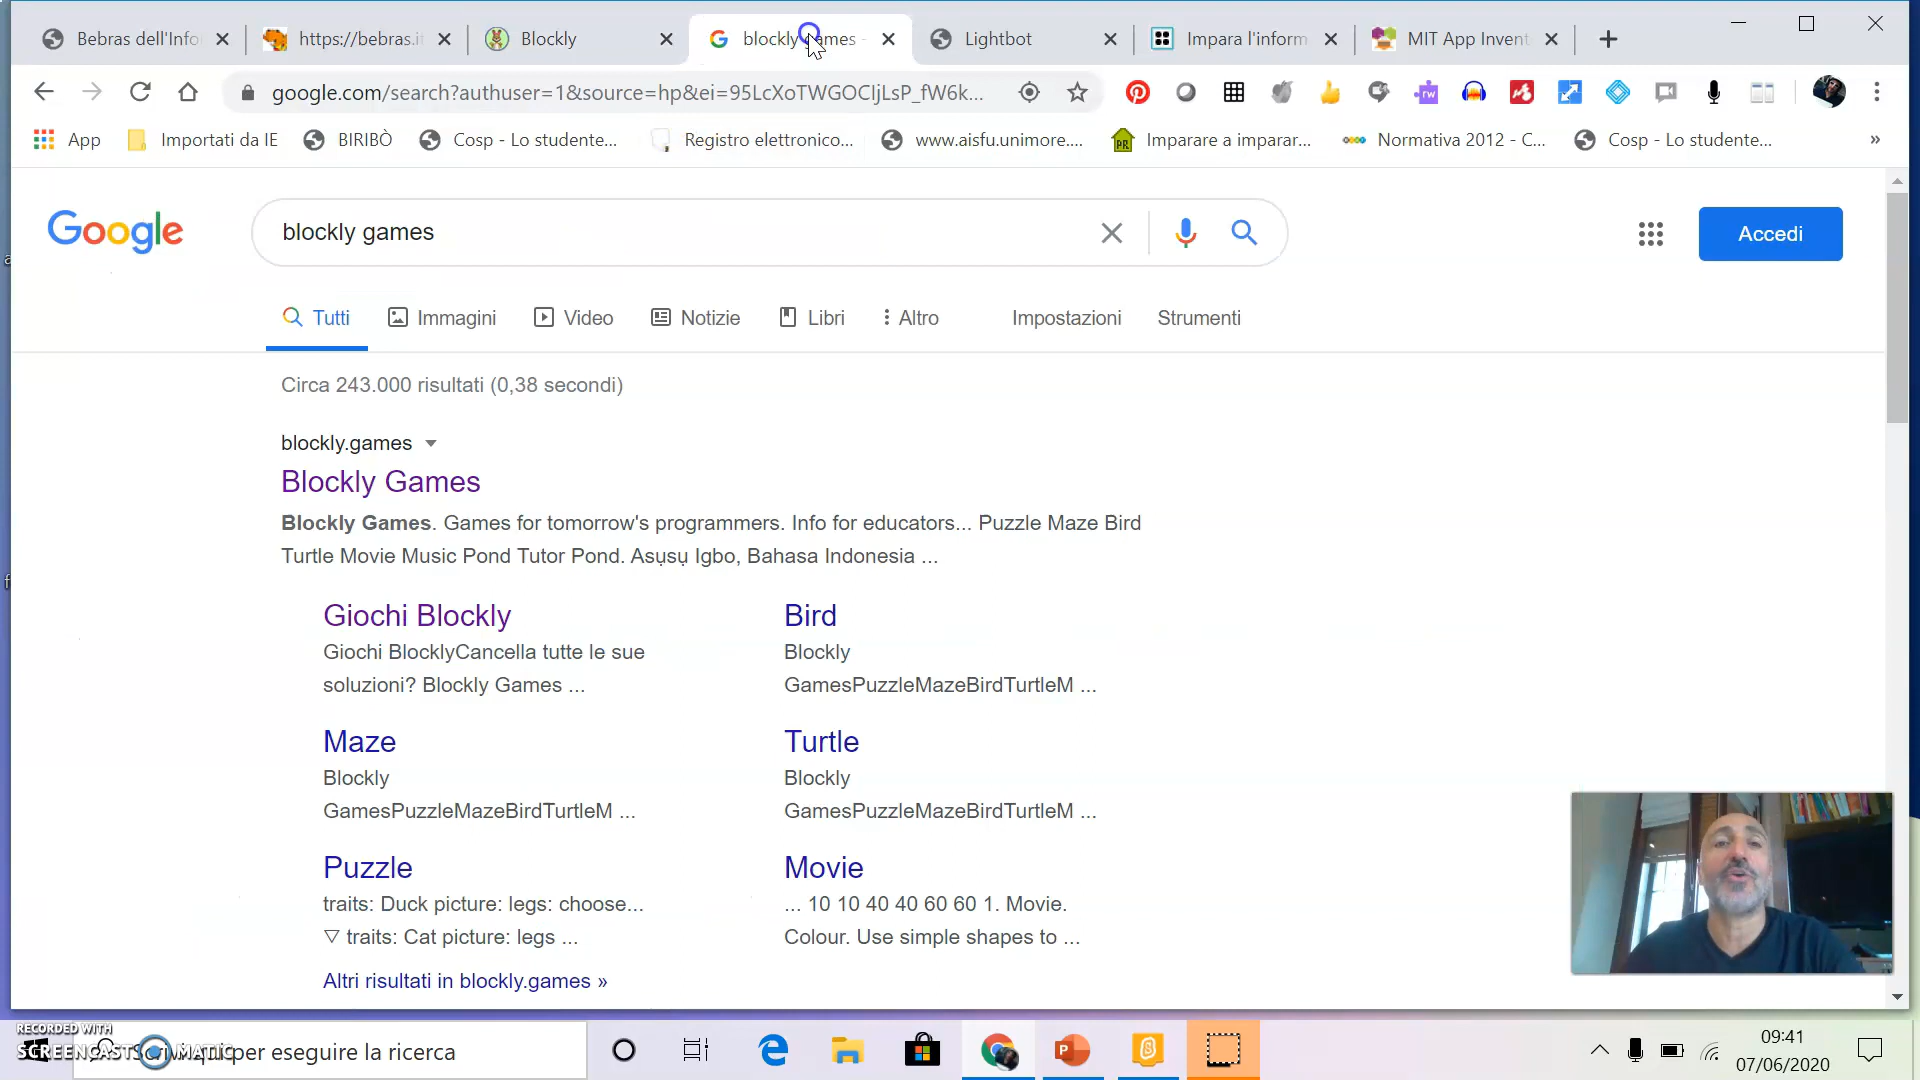 Bebras dell'Info
https://bebras.it
Blockly
blockly games -
Lightbot
Impara l'inform
MIT App Invent
google.com/search?authuser=1&source=hp&ei=95LcXoTWGOCljLsP_fW6k...
App
Importati da IE
BIRIBÒ
Cosp - Lo studente...
Registro elettronico...
www.aisfu.unimore....
Imparare a imparar...
Normativa 2012 - C...
Cosp - Lo studente...
»
Google
blockly games
Accedi
Tutti
Immagini
Video
Notizie
Libri
Altro
Impostazioni
Strumenti
Circa 243.000 risultati (0,38 secondi)
blockly.games
Blockly Games
Blockly Games. Games for tomorrow's programmers. Info for educators... Puzzle Maze Bird
Turtle Movie Music Pond Tutor Pond. Asụsụ Igbo, Bahasa Indonesia ...
Giochi Blockly
Giochi BlocklyCancella tutte le sue
soluzioni? Blockly Games ...
Bird
Blockly
GamesPuzzleMazeBirdTurtleM ...
Maze
Blockly
GamesPuzzleMazeBirdTurtleM ...
Turtle
Blockly
GamesPuzzleMazeBirdTurtleM ...
Puzzle
traits: Duck picture: legs: choose...
▽ traits: Cat picture: legs ...
Movie
... 10 10 40 40 60 60 1. Movie.
Colour. Use simple shapes to ...
Altri risultati in blockly.games »
RECORDED WITH
SCREENCAST MATIC
Scrivi qui per eseguire la ricerca
09:41
07/06/2020